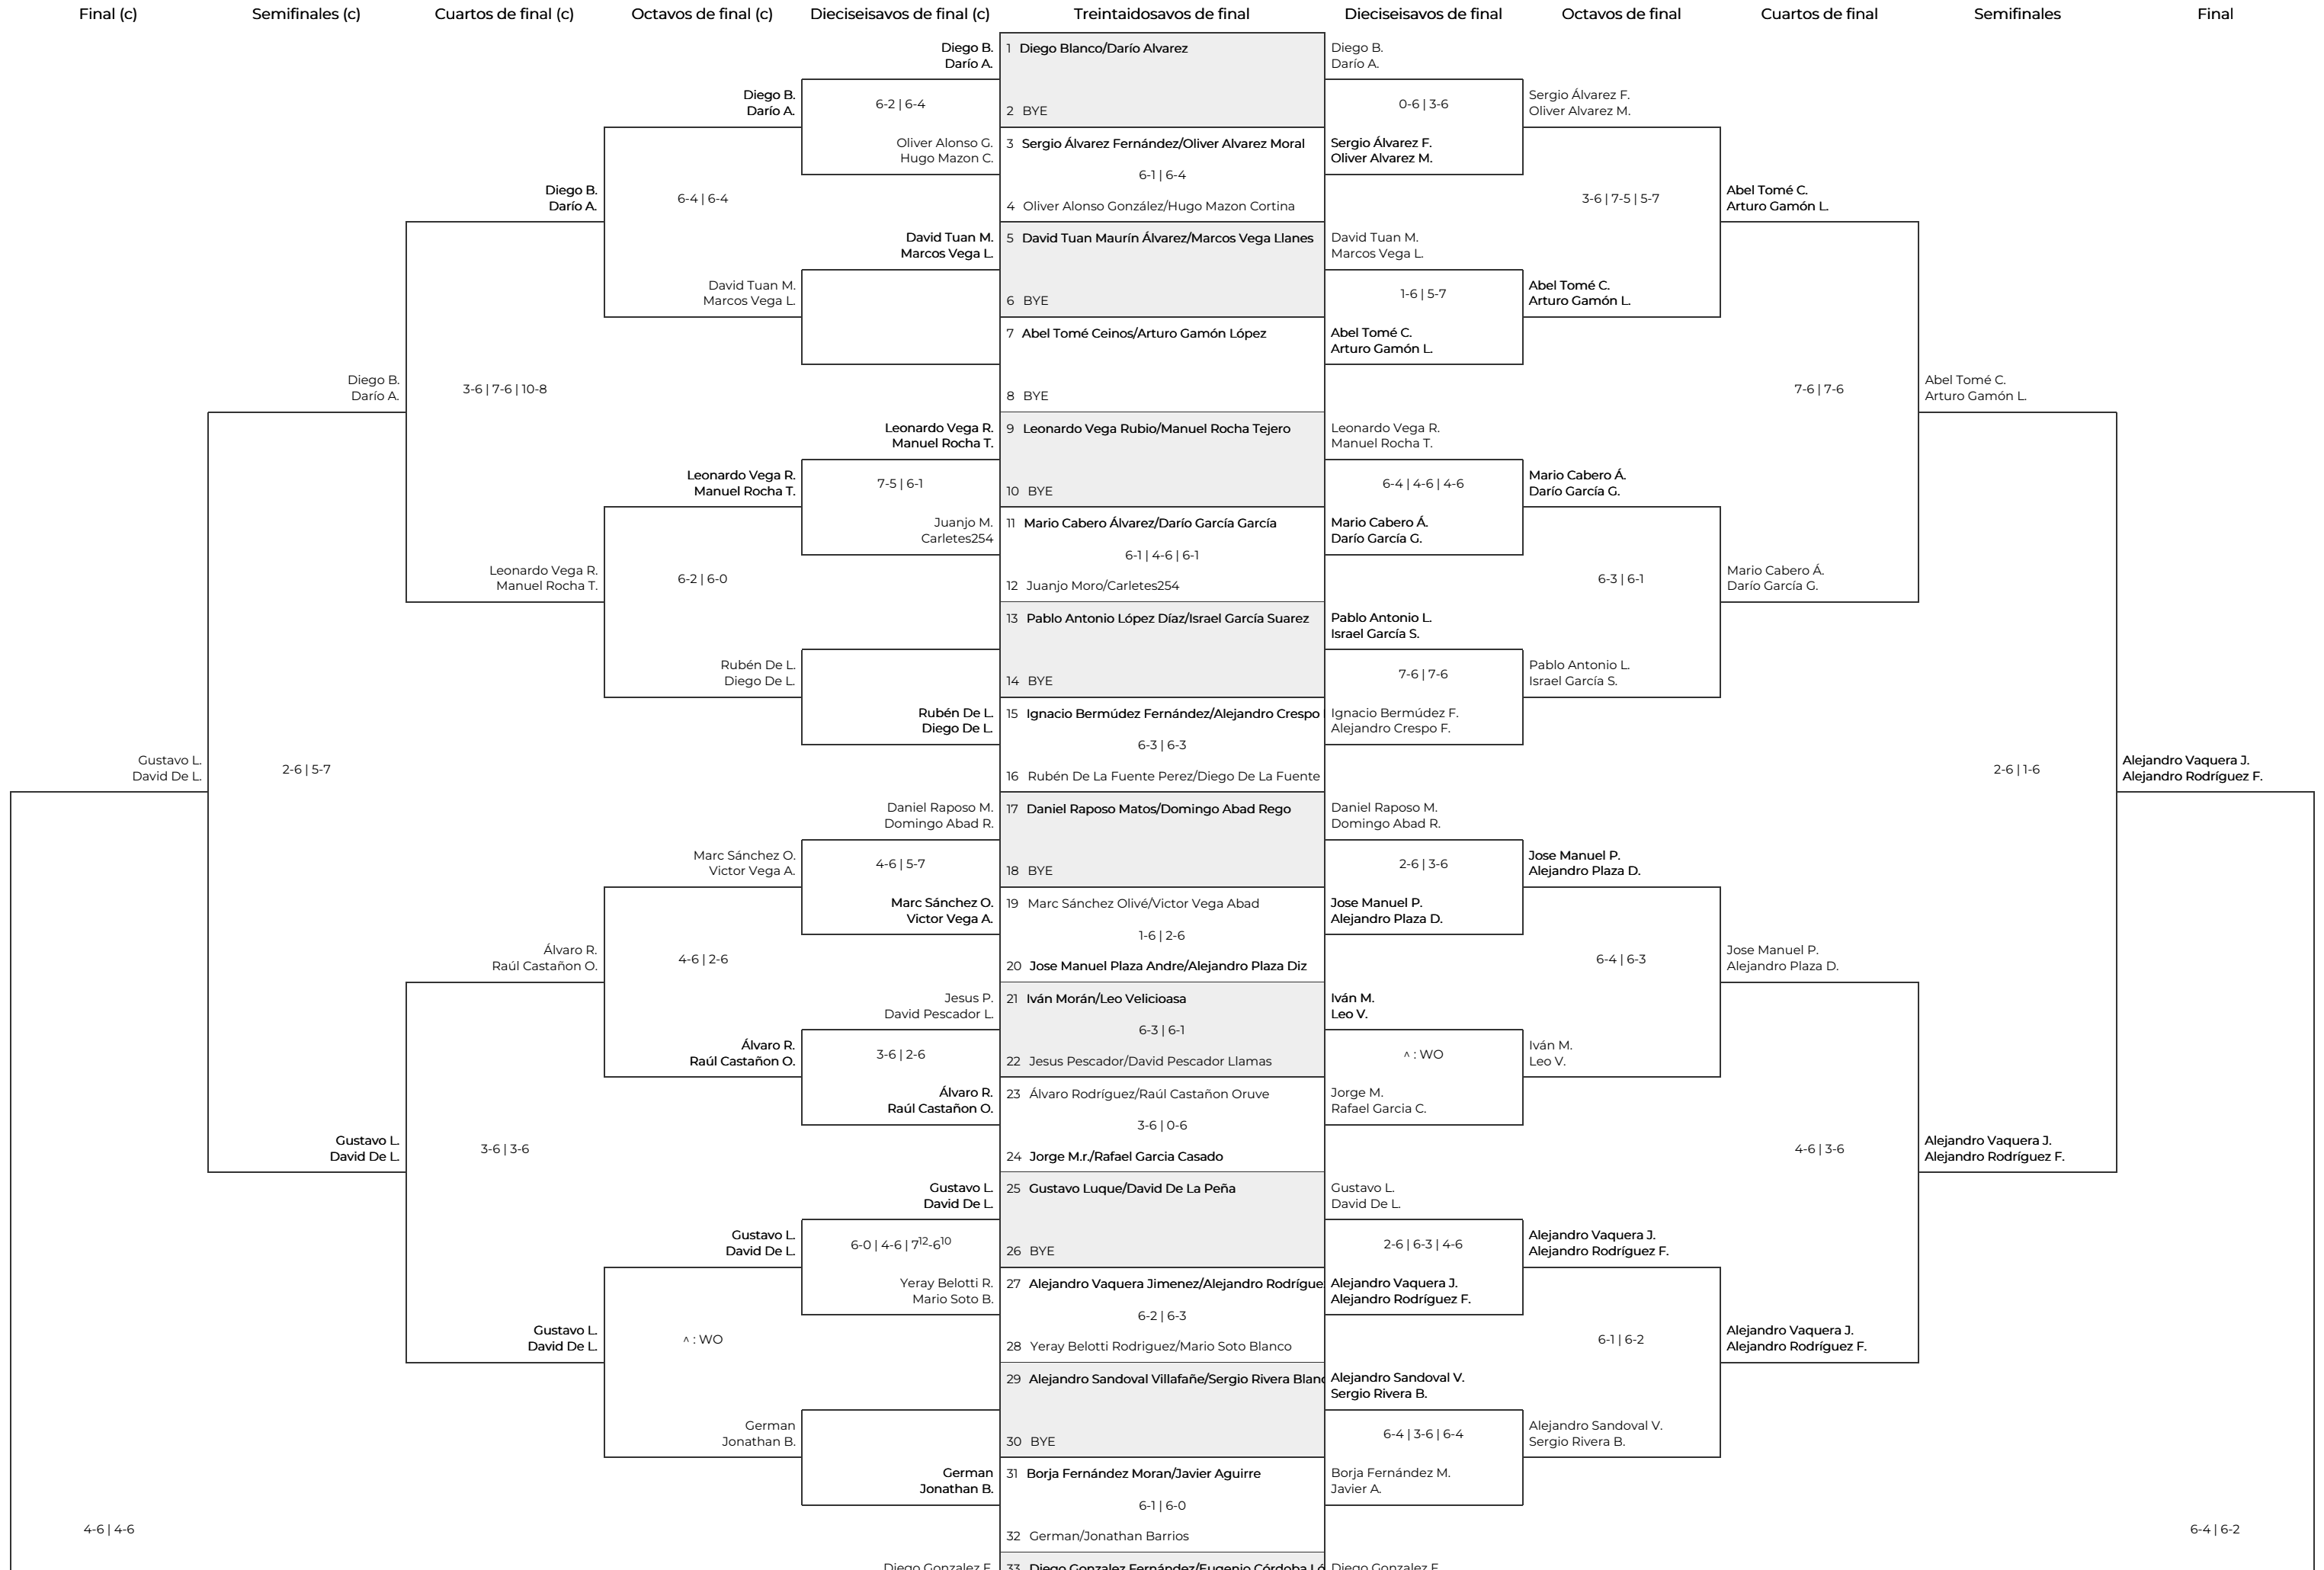 Final (c)
Semifinales (c)
Cuartos de final (c)
Octavos de final (c)
Dieciseisavos de final (c)
Treintaidosavos de final
Dieciseisavos de final
Octavos de final
Cuartos de final
Semifinales
Final
Gustavo L.
David De L.
4-6 | 4-6
Diego B.
Darío A.
2-6 | 5-7
Gustavo L.
David De L.
Diego B.
Darío A.
3-6 | 7-6 | 10-8
Leonardo Vega R.
Manuel Rocha T.
Álvaro R.
Raúl Castañon O.
3-6 | 3-6
Gustavo L.
David De L.
Diego B.
Darío A.
6-4 | 6-4
David Tuan M.
Marcos Vega L.
Leonardo Vega R.
Manuel Rocha T.
6-2 | 6-0
Rubén De L.
Diego De L.
Marc Sánchez O.
Victor Vega A.
4-6 | 2-6
Álvaro R.
Raúl Castañon O.
Gustavo L.
David De L.
^ : WO
German
Jonathan B.
Diego B.
Darío A.
6-2 | 6-4
Oliver Alonso G.
Hugo Mazon C.
David Tuan M.
Marcos Vega L.
Leonardo Vega R.
Manuel Rocha T.
7-5 | 6-1
Juanjo M.
Carletes254
Rubén De L.
Diego De L.
Daniel Raposo M.
Domingo Abad R.
4-6 | 5-7
Marc Sánchez O.
Victor Vega A.
Jesus P.
David Pescador L.
3-6 | 2-6
Álvaro R.
Raúl Castañon O.
Gustavo L.
David De L.
6-0 | 4-6 | 7¹²-6¹⁰
Yeray Belotti R.
Mario Soto B.
German
Jonathan B.
Diego Gonzalez F.
1 Diego Blanco/Darío Alvarez
2 BYE
3 Sergio Álvarez Fernández/Oliver Alvarez Moral
6-1 | 6-4
4 Oliver Alonso González/Hugo Mazon Cortina
5 David Tuan Maurín Álvarez/Marcos Vega Llanes
6 BYE
7 Abel Tomé Ceinos/Arturo Gamón López
8 BYE
9 Leonardo Vega Rubio/Manuel Rocha Tejero
10 BYE
11 Mario Cabero Álvarez/Darío García García
6-1 | 4-6 | 6-1
12 Juanjo Moro/Carletes254
13 Pablo Antonio López Díaz/Israel García Suarez
14 BYE
15 Ignacio Bermúdez Fernández/Alejandro Crespo
6-3 | 6-3
16 Rubén De La Fuente Perez/Diego De La Fuente
17 Daniel Raposo Matos/Domingo Abad Rego
18 BYE
19 Marc Sánchez Olivé/Victor Vega Abad
1-6 | 2-6
20 Jose Manuel Plaza Andre/Alejandro Plaza Diz
21 Iván Morán/Leo Velicioasa
6-3 | 6-1
22 Jesus Pescador/David Pescador Llamas
23 Álvaro Rodríguez/Raúl Castañon Oruve
3-6 | 0-6
24 Jorge M.r./Rafael Garcia Casado
25 Gustavo Luque/David De La Peña
26 BYE
27 Alejandro Vaquera Jimenez/Alejandro Rodrígue
6-2 | 6-3
28 Yeray Belotti Rodriguez/Mario Soto Blanco
29 Alejandro Sandoval Villafañe/Sergio Rivera Blanc
30 BYE
31 Borja Fernández Moran/Javier Aguirre
6-1 | 6-0
32 German/Jonathan Barrios
33 Diego Gonzalez Fernández/Eugenio Córdoba Ló
Diego B.
Darío A.
0-6 | 3-6
Sergio Álvarez F.
Oliver Alvarez M.
David Tuan M.
Marcos Vega L.
1-6 | 5-7
Abel Tomé C.
Arturo Gamón L.
Leonardo Vega R.
Manuel Rocha T.
6-4 | 4-6 | 4-6
Mario Cabero Á.
Darío García G.
Pablo Antonio L.
Israel García S.
7-6 | 7-6
Ignacio Bermúdez F.
Alejandro Crespo F.
Daniel Raposo M.
Domingo Abad R.
2-6 | 3-6
Jose Manuel P.
Alejandro Plaza D.
Iván M.
Leo V.
^ : WO
Jorge M.
Rafael Garcia C.
Gustavo L.
David De L.
2-6 | 6-3 | 4-6
Alejandro Vaquera J.
Alejandro Rodríguez F.
Alejandro Sandoval V.
Sergio Rivera B.
6-4 | 3-6 | 6-4
Borja Fernández M.
Javier A.
Diego Gonzalez F.
Sergio Álvarez F.
Oliver Alvarez M.
3-6 | 7-5 | 5-7
Abel Tomé C.
Arturo Gamón L.
Mario Cabero Á.
Darío García G.
6-3 | 6-1
Pablo Antonio L.
Israel García S.
Jose Manuel P.
Alejandro Plaza D.
6-4 | 6-3
Iván M.
Leo V.
Alejandro Vaquera J.
Alejandro Rodríguez F.
6-1 | 6-2
Alejandro Sandoval V.
Sergio Rivera B.
Abel Tomé C.
Arturo Gamón L.
7-6 | 7-6
Mario Cabero Á.
Darío García G.
Jose Manuel P.
Alejandro Plaza D.
4-6 | 3-6
Alejandro Vaquera J.
Alejandro Rodríguez F.
Abel Tomé C.
Arturo Gamón L.
2-6 | 1-6
Alejandro Vaquera J.
Alejandro Rodríguez F.
Alejandro Vaquera J.
Alejandro Rodríguez F.
6-4 | 6-2